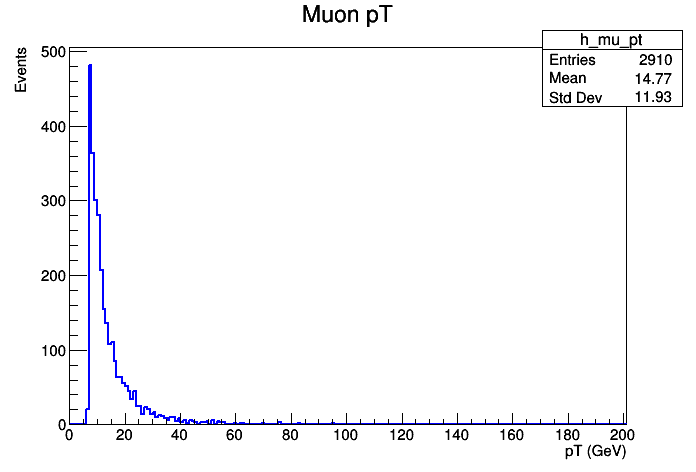 Muon pT
h_mu_pt
Entries 2910
Mean 14.77
Std Dev 11.93
Events
500
400
300
200
100
0
0 20 40 60 80 100 120 140 160 180 200
pT (GeV)